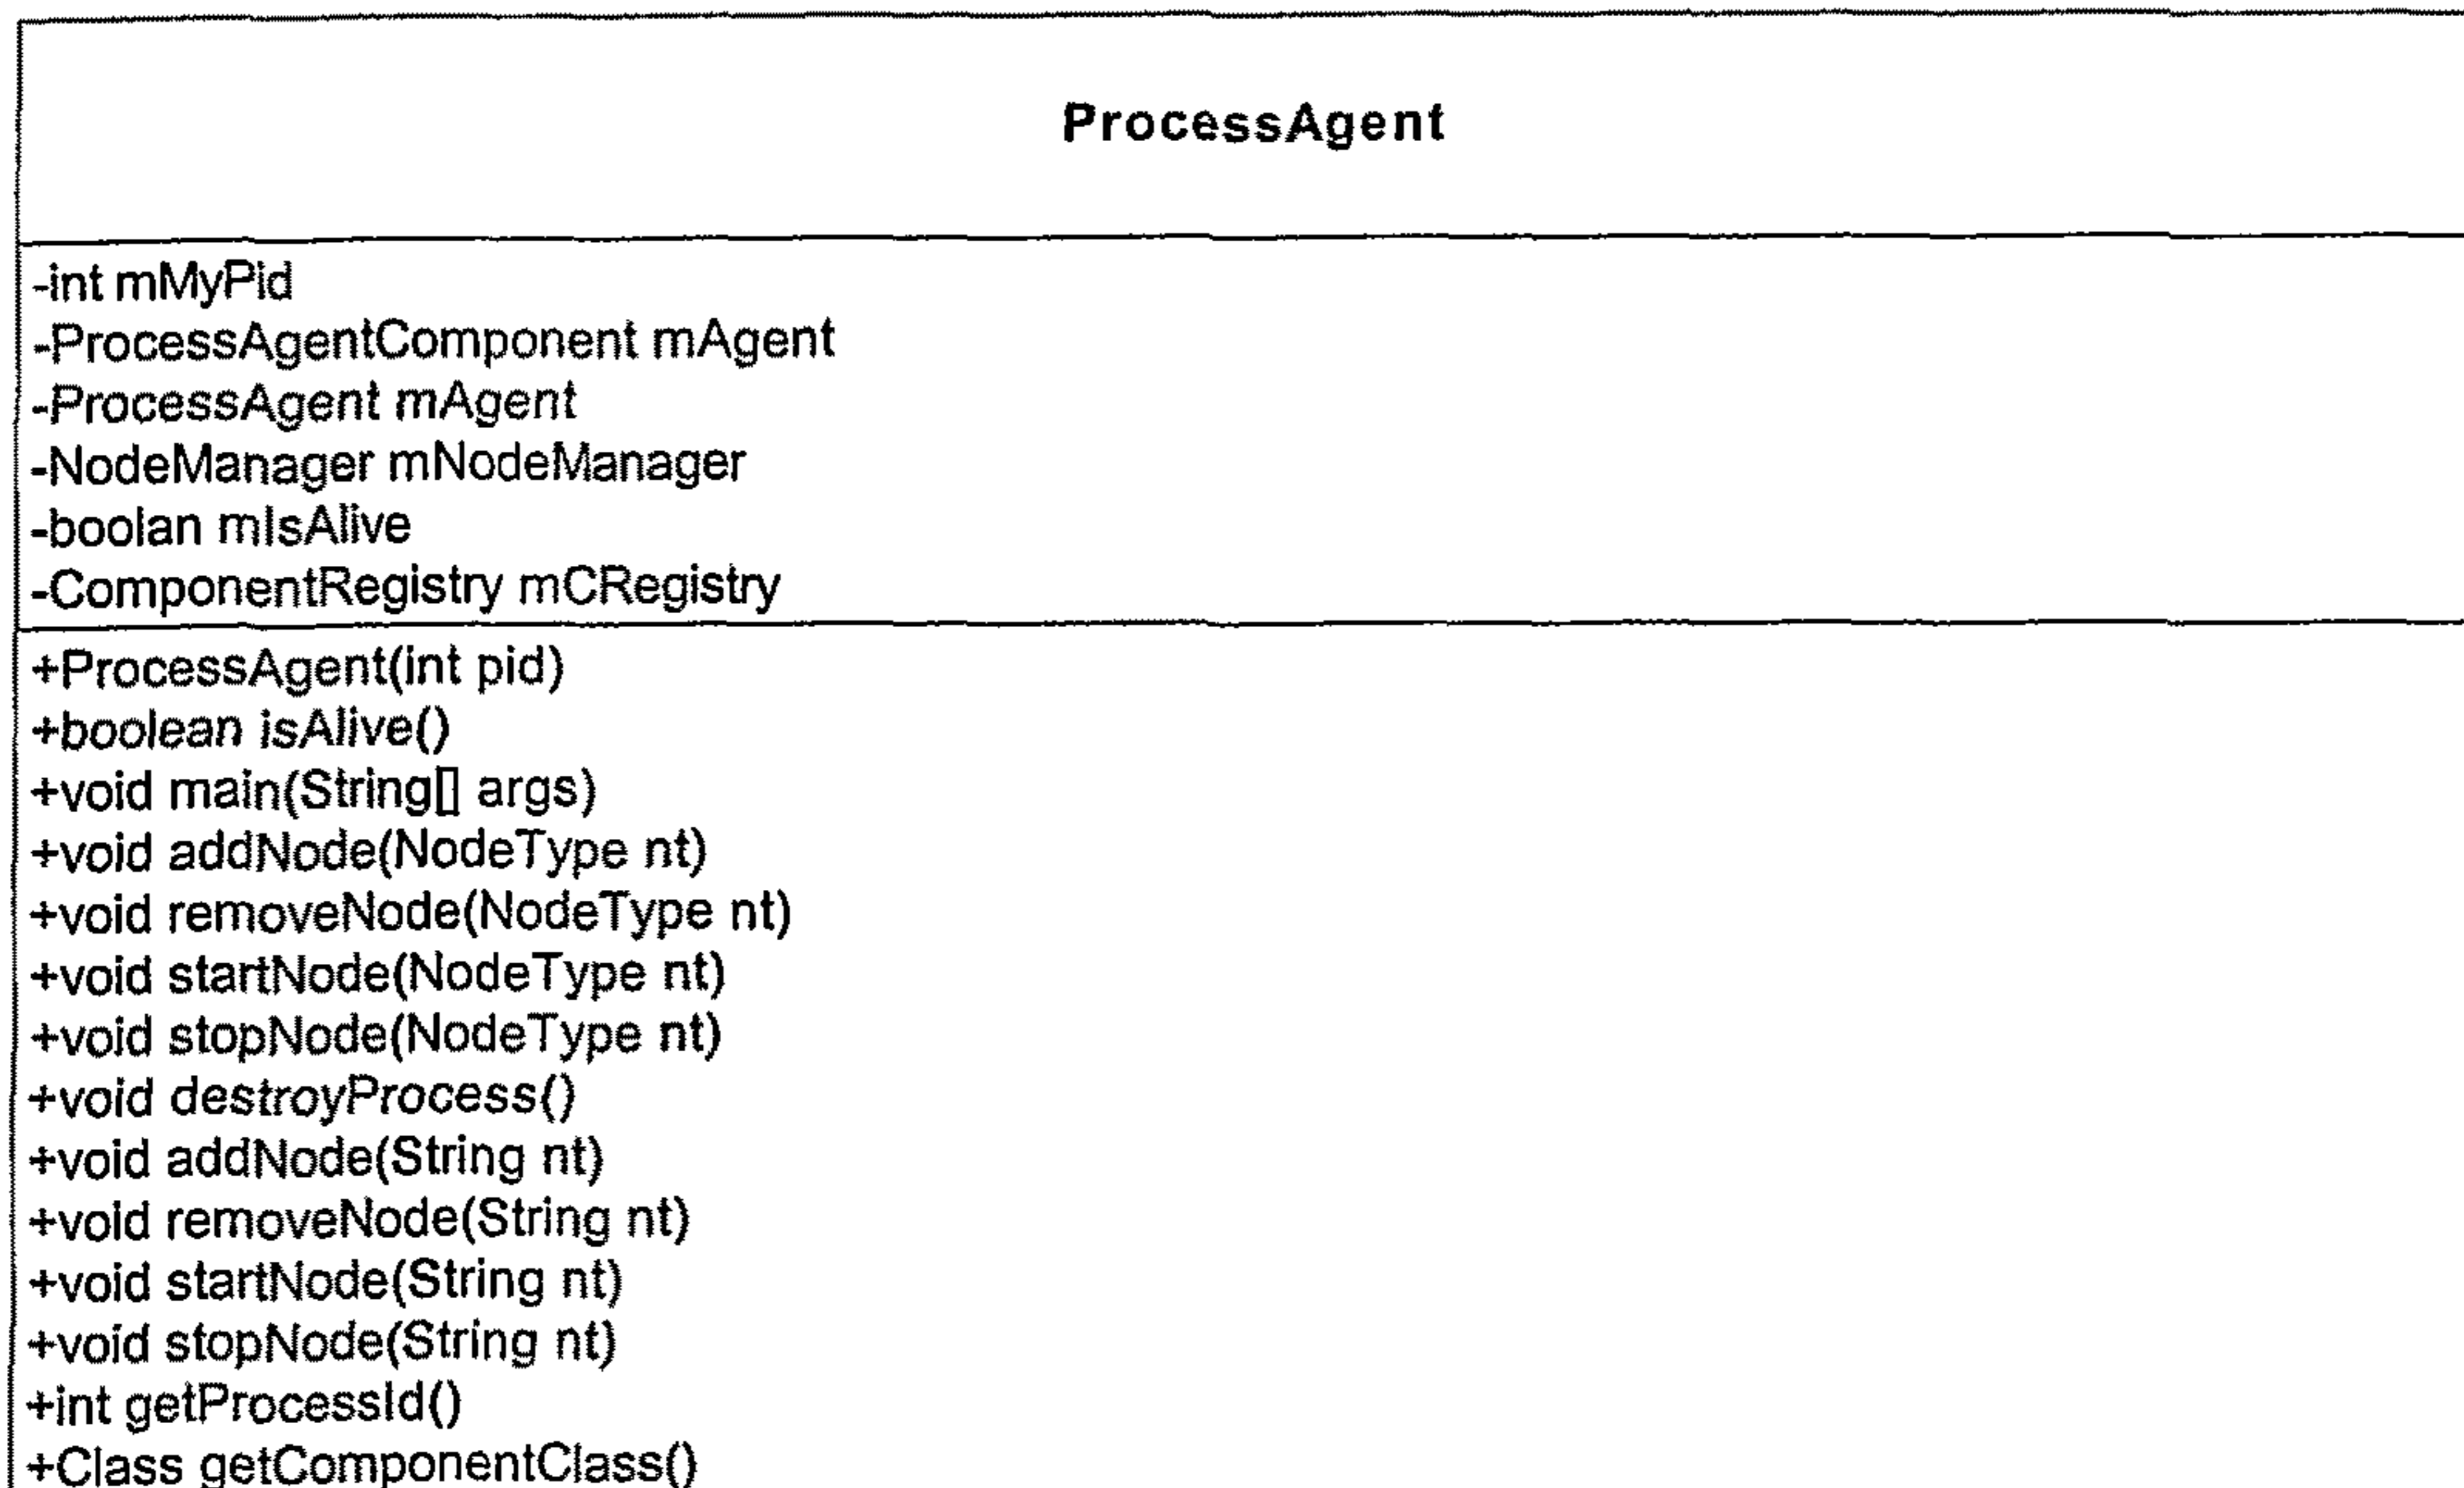 ProcessAgent
-int mMyPid
-ProcessAgentComponent mAgent
-ProcessAgent mAgent
-NodeManager mNodeManager
-boolan mIsAlive
-ComponentRegistry mCRegistry
+ProcessAgent(int pid)
+boolean isAlive()
+void main(String[] args)
+void addNode(NodeType nt)
+void removeNode(NodeType nt)
+void startNode(NodeType nt)
+void stopNode(NodeType nt)
+void destroyProcess()
+void addNode(String nt)
+void removeNode(String nt)
+void startNode(String nt)
+void stopNode(String nt)
+int getProcessId()
+Class getComponentClass()